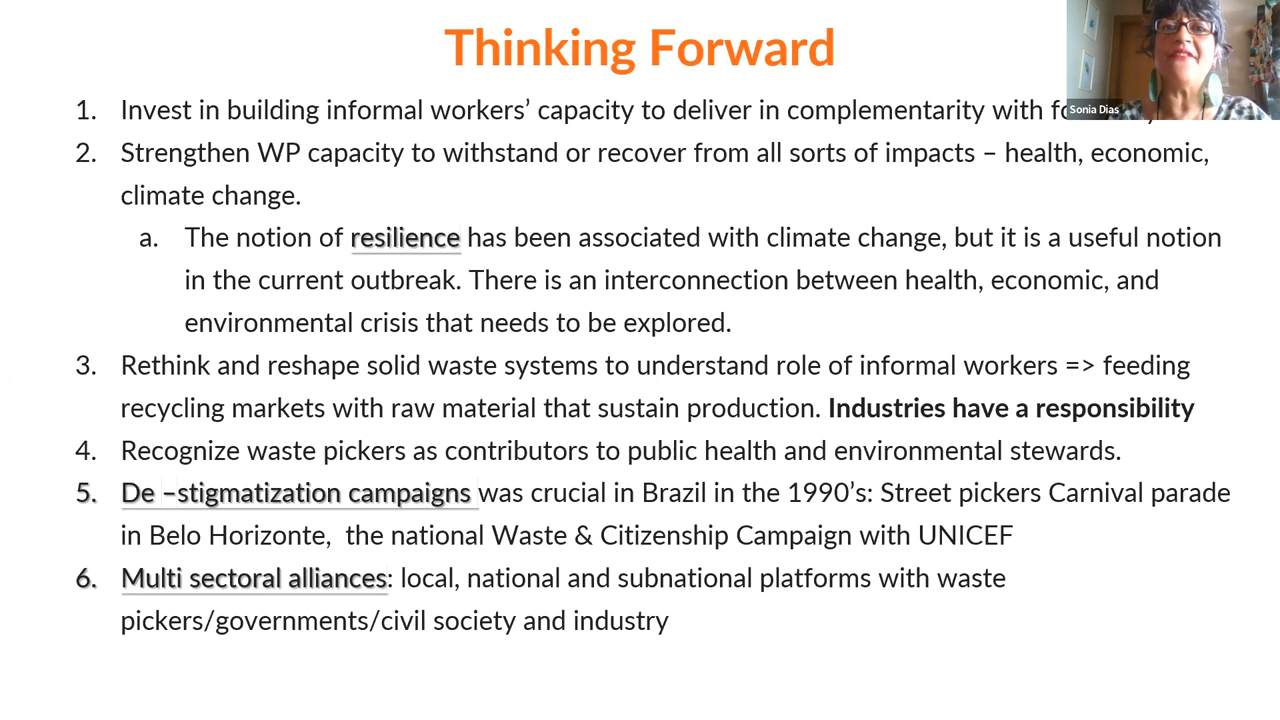 Thinking Forward
Sonia Dias
1. Invest in building informal workers’ capacity to deliver in complementarity with
2. Strengthen WP capacity to withstand or recover from all sorts of impacts – health, economic,
climate change.
a. The notion of resilience has been associated with climate change, but it is a useful notion
in the current outbreak. There is an interconnection between health, economic, and
environmental crisis that needs to be explored.
3. Rethink and reshape solid waste systems to understand role of informal workers => feeding
recycling markets with raw material that sustain production. Industries have a responsibility
4. Recognize waste pickers as contributors to public health and environmental stewards.
5. De –stigmatization campaigns was crucial in Brazil in the 1990’s: Street pickers Carnival parade
in Belo Horizonte,  the national Waste & Citizenship Campaign with UNICEF
6. Multi sectoral alliances: local, national and subnational platforms with waste
pickers/governments/civil society and industry